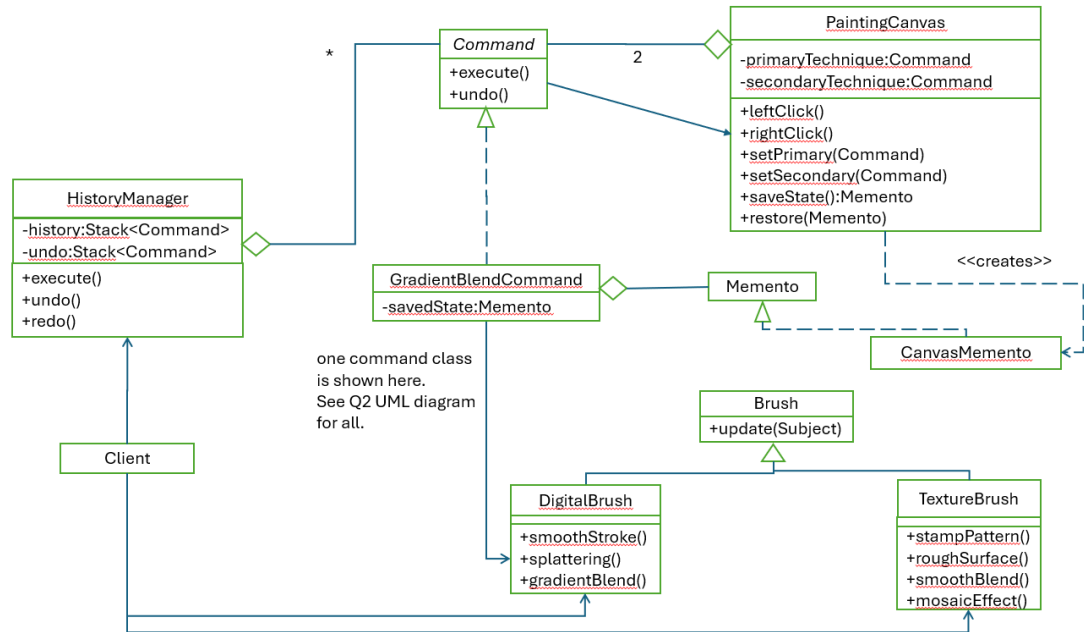 PaintingCanvas
-primaryTechnique:Command
-secondaryTechnique:Command
+leftClick()
+rightClick()
+setPrimary(Command)
+setSecondary(Command)
+saveState():Memento
+restore(Memento)
*
Command
+execute()
+undo()
2
HistoryManager
-history:Stack<Command>
-undo:Stack<Command>
+execute()
+undo()
+redo()
<<creates>>
GradientBlendCommand
-savedState:Memento
Memento
CanvasMemento
one command class
is shown here.
See Q2 UML diagram
for all.
Brush
+update(Subject)
Client
DigitalBrush
+smoothStroke()
+splattering()
+gradientBlend()
TextureBrush
+stampPattern()
+roughSurface()
+smoothBlend()
+mosaicEffect()